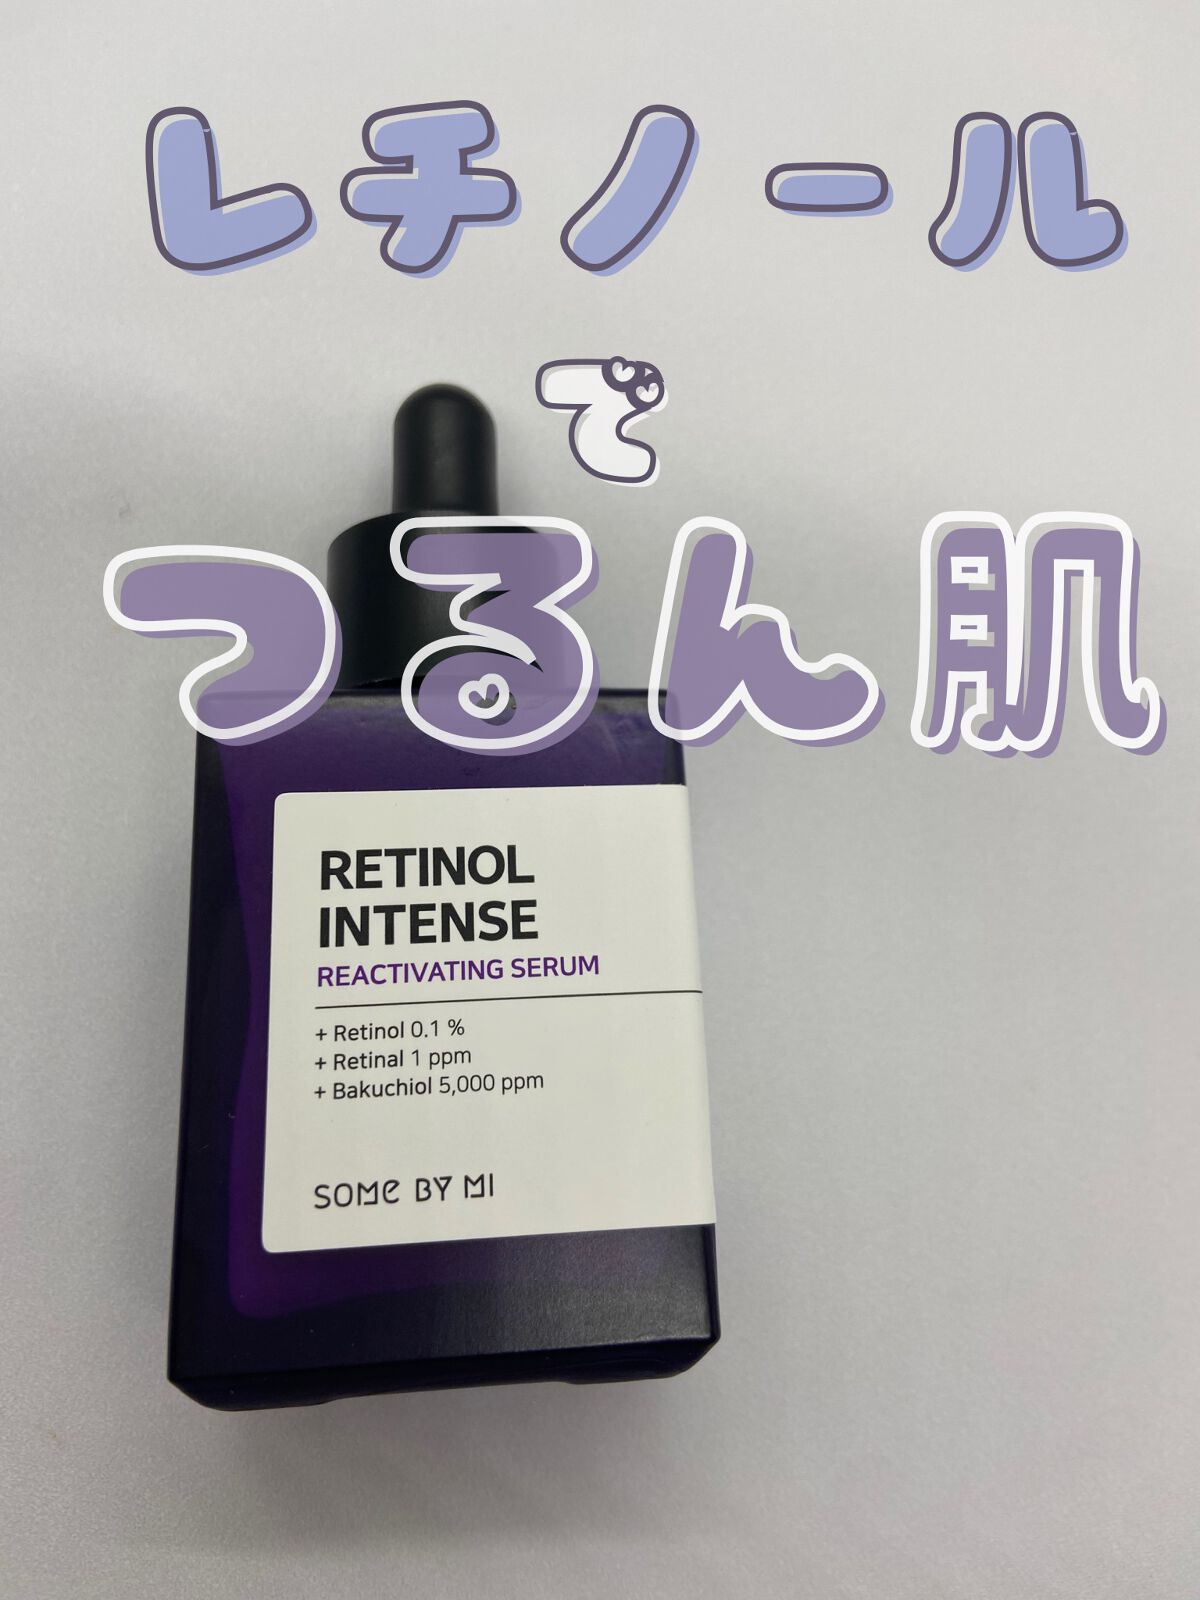 レチノール
で
つるん肌
RETINOL
INTENSE
REACTIVATING SERUM
+ Retinol 0.1 %
+ Retinal 1 ppm
+ Bakuchiol 5,000 ppm
SOME BY MI